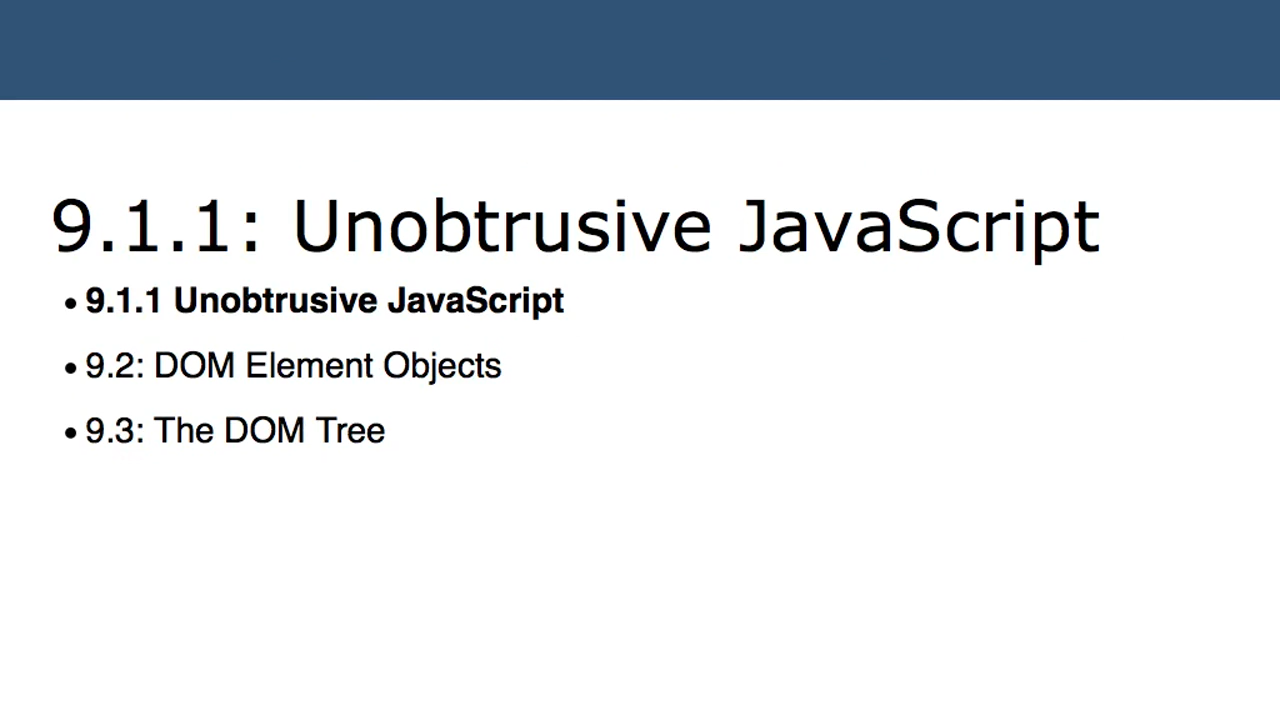 9.1.1: Unobtrusive JavaScript
• 9.1.1 Unobtrusive JavaScript
• 9.2: DOM Element Objects
• 9.3: The DOM Tree